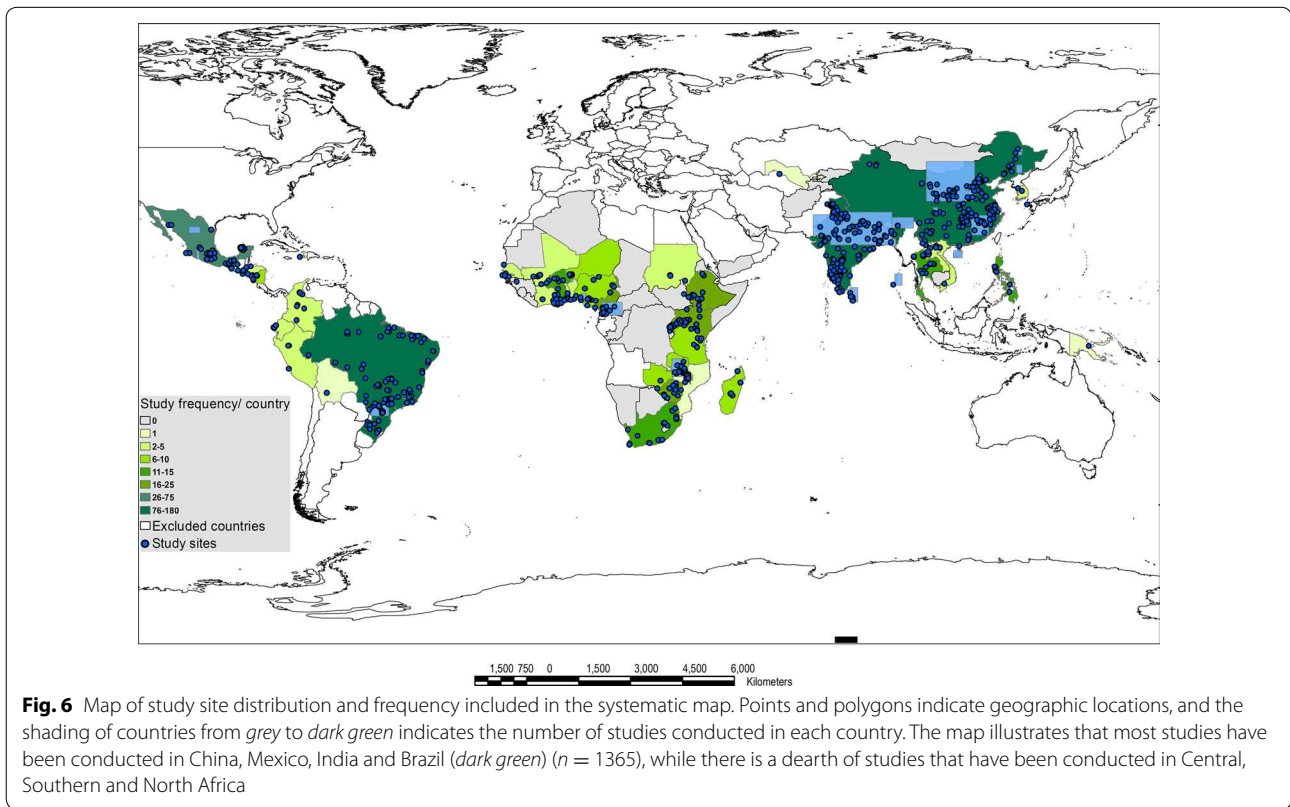 Study frequency/ country
0
1
2-5
6-10
11-15
16-25
26-75
76-180
Excluded countries
Study sites
1,500 750 0 1,500 3,000 4,500 6,000
Kilometers
Fig. 6 Map of study site distribution and frequency included in the systematic map. Points and polygons indicate geographic locations, and the
shading of countries from grey to dark green indicates the number of studies conducted in each country. The map illustrates that most studies have
been conducted in China, Mexico, India and Brazil (dark green) (n = 1365), while there is a dearth of studies that have been conducted in Central,
Southern and North Africa